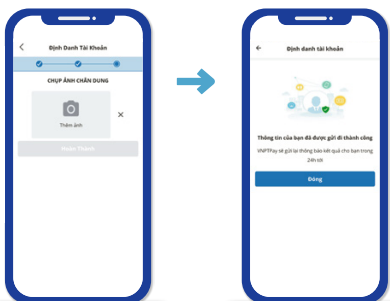 Định Danh Tài Khoản
CHỤP ẢNH CHÂN DUNG
Thêm ảnh
Hoàn Thành
Định danh tài khoản
Thông tin của bạn đã được gửi đi thành công
VNPTPay sẽ gửi lại thông báo kết quả cho bạn trong
24h tới
Đóng